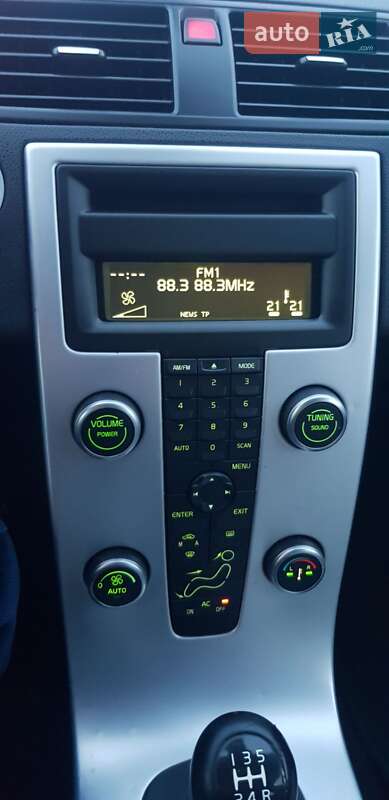 auto RIA .com
--:-- FM1
88.3 88.3MHz
NEWS TP 21 21
AM/FM MODE
1 2 3
4 5 6
7 8 9
AUTO 0 SCAN
VOLUME
POWER
TUNING
SOUND
MENU
ENTER EXIT
M A
0 AUTO
L R
AC
ON OFF
1 3 5
2 4 R